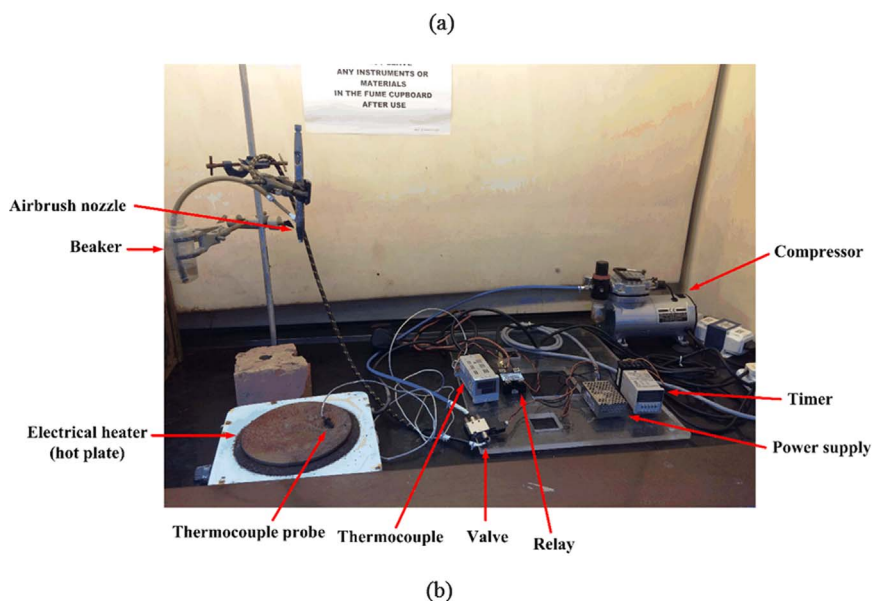 (a)
ANY INSTRUMENTS OR
MATERIALS
IN THE FUME CUPBOARD
AFTER USE
Airbrush nozzle
Beaker
Compressor
Electrical heater
(hot plate)
Timer
Power supply
Thermocouple probe
Thermocouple
Valve
Relay
(b)